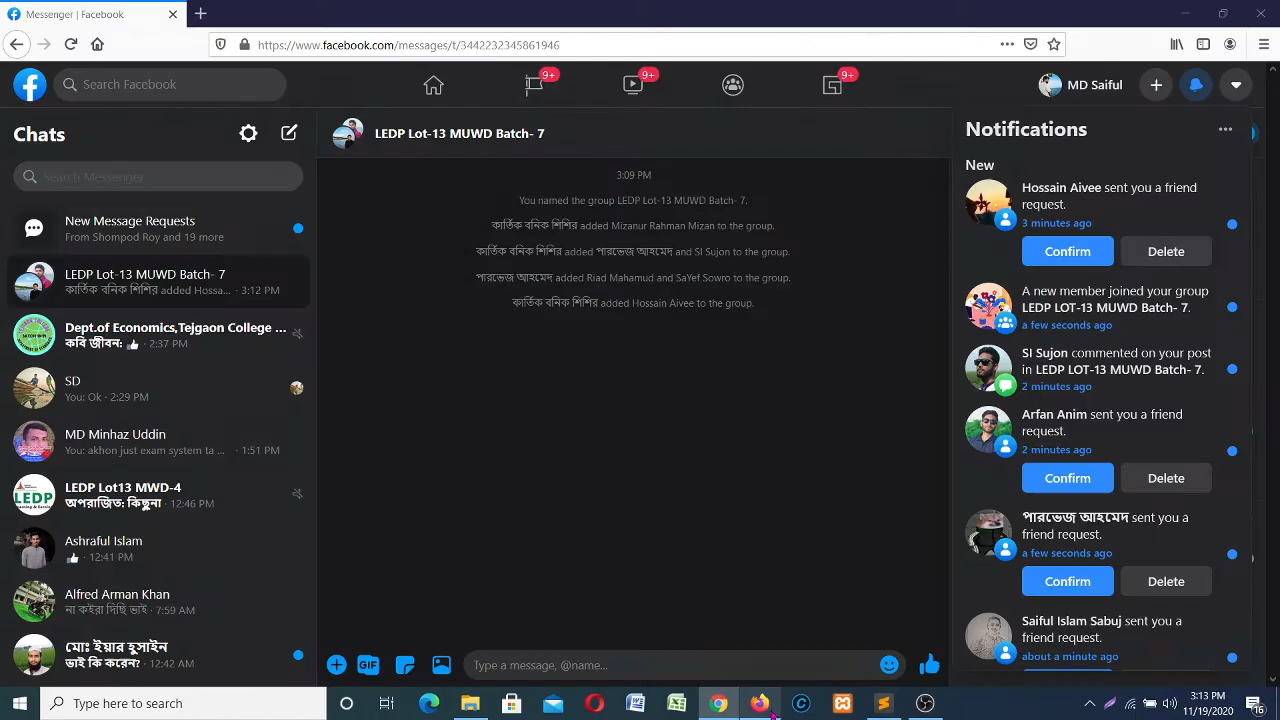 Messenger | Facebook
https://www.facebook.com/messages/t/3442232345861946
Search Facebook
9+
9+
9+
MD Saiful
Chats
Search Messenger
New Message Requests
From Shompod Roy and 19 more
LEDP Lot-13 MUWD Batch- 7
কার্তিক বনিক শিশির added Hossa... · 3:12 PM
Dept.of Economics,Tejgaon College ...
কবি জীবন: · 2:37 PM
SD
You: Ok · 2:29 PM
MD Minhaz Uddin
You: akhon just exam system ta ... · 1:51 PM
LEDP Lot13 MWD-4
অপরাজিত: কিছুনা · 12:46 PM
Ashraful Islam
· 12:41 PM
Alfred Arman Khan
না কইরা দিছি ভাই · 7:59 AM
মোঃ ইয়ার হুসাইন
ভাই কি করেন? · 12:42 AM
LEDP Lot-13 MUWD Batch- 7
3:09 PM
You named the group LEDP Lot-13 MUWD Batch- 7.
কার্তিক বনিক শিশির added Mizanur Rahman Mizan to the group.
কার্তিক বনিক শিশির added পারভেজ আহমেদ and SI Sujon to the group.
পারভেজ আহমেদ added Riad Mahamud and SaYef Sowro to the group.
কার্তিক বনিক শিশির added Hossain Aivee to the group.
GIF
Type a message, @name...
Notifications
New
Hossain Aivee sent you a friend
request.
3 minutes ago
Confirm
Delete
A new member joined your group
LEDP LOT-13 MUWD Batch- 7.
a few seconds ago
SI Sujon commented on your post
in LEDP LOT-13 MUWD Batch- 7.
2 minutes ago
Arfan Anim sent you a friend
request.
2 minutes ago
Confirm
Delete
পারভেজ আহমেদ sent you a
friend request.
a few seconds ago
Confirm
Delete
Saiful Islam Sabuj sent you a
friend request.
about a minute ago
Type here to search
3:13 PM
11/19/2020
16